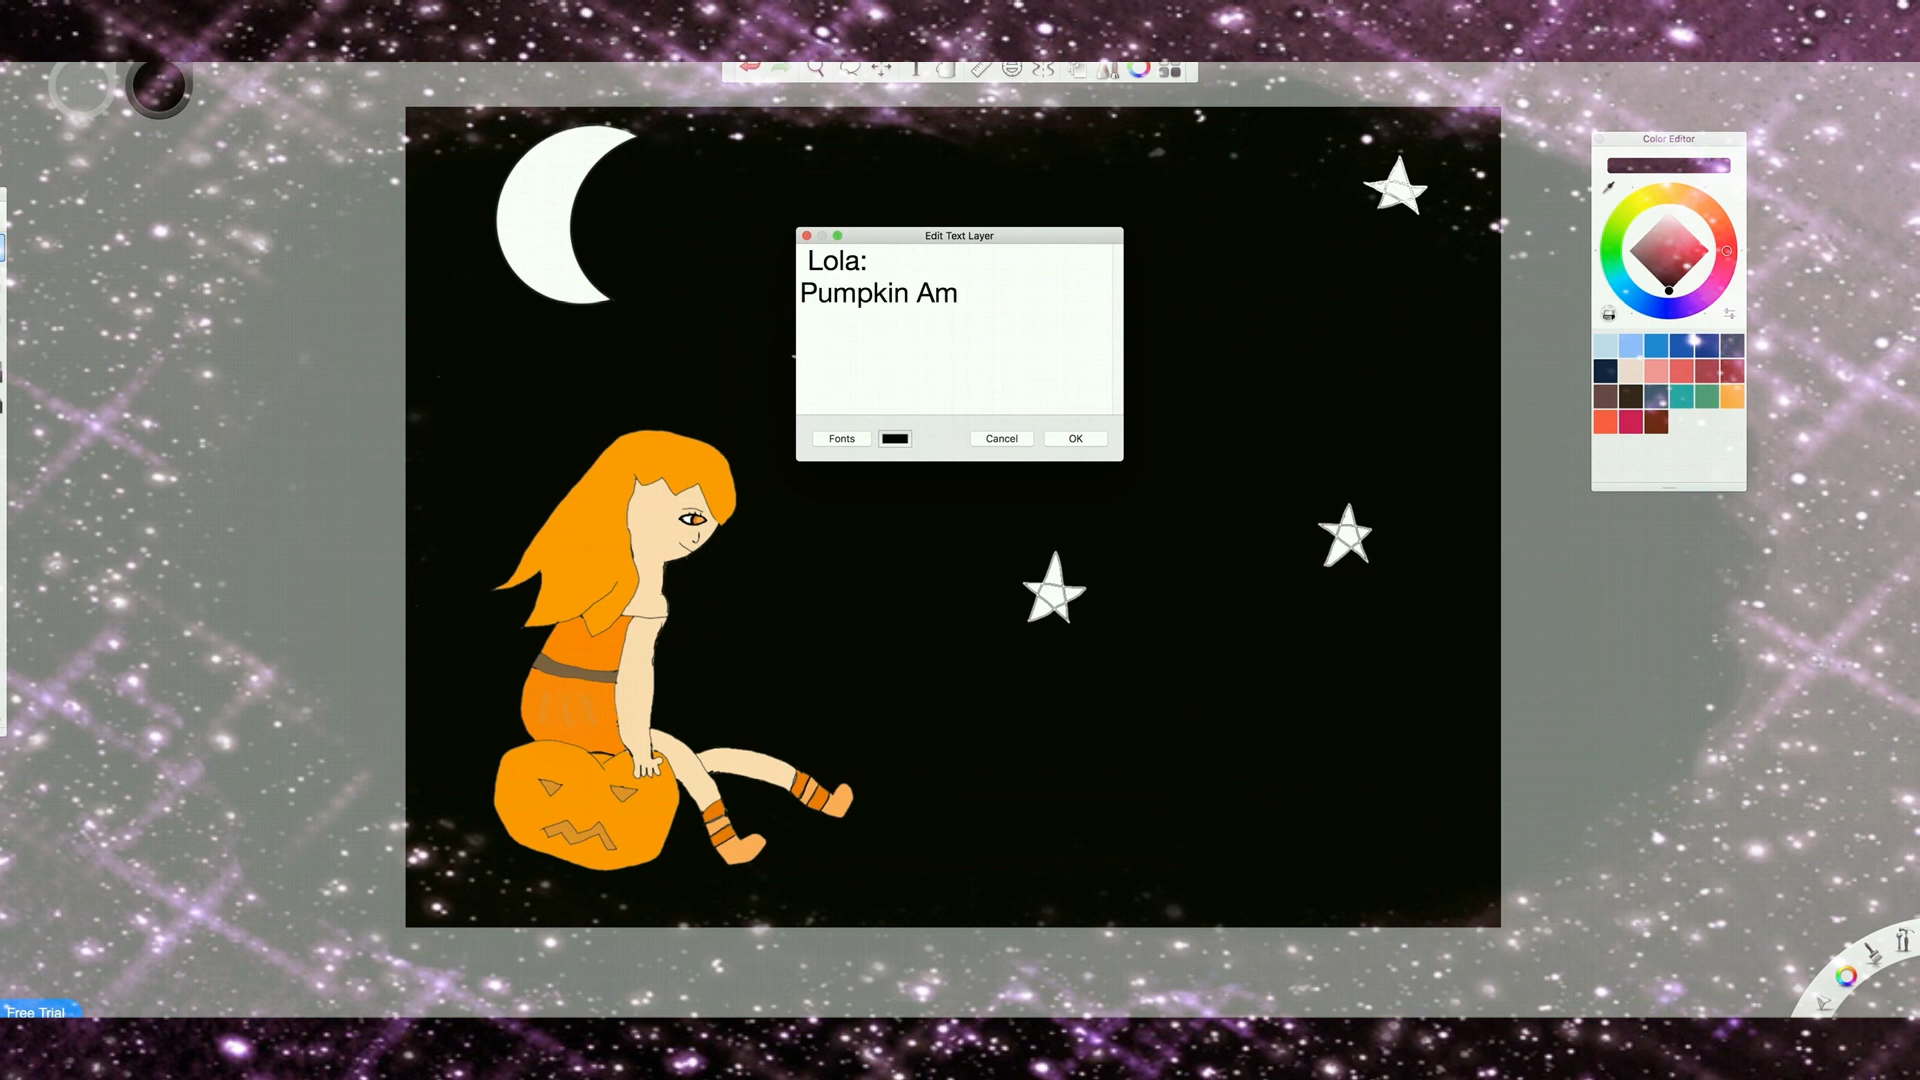 Color Editor
Edit Text Layer
Lola:
Pumpkin Am
Fonts
Cancel
OK
Free Trial